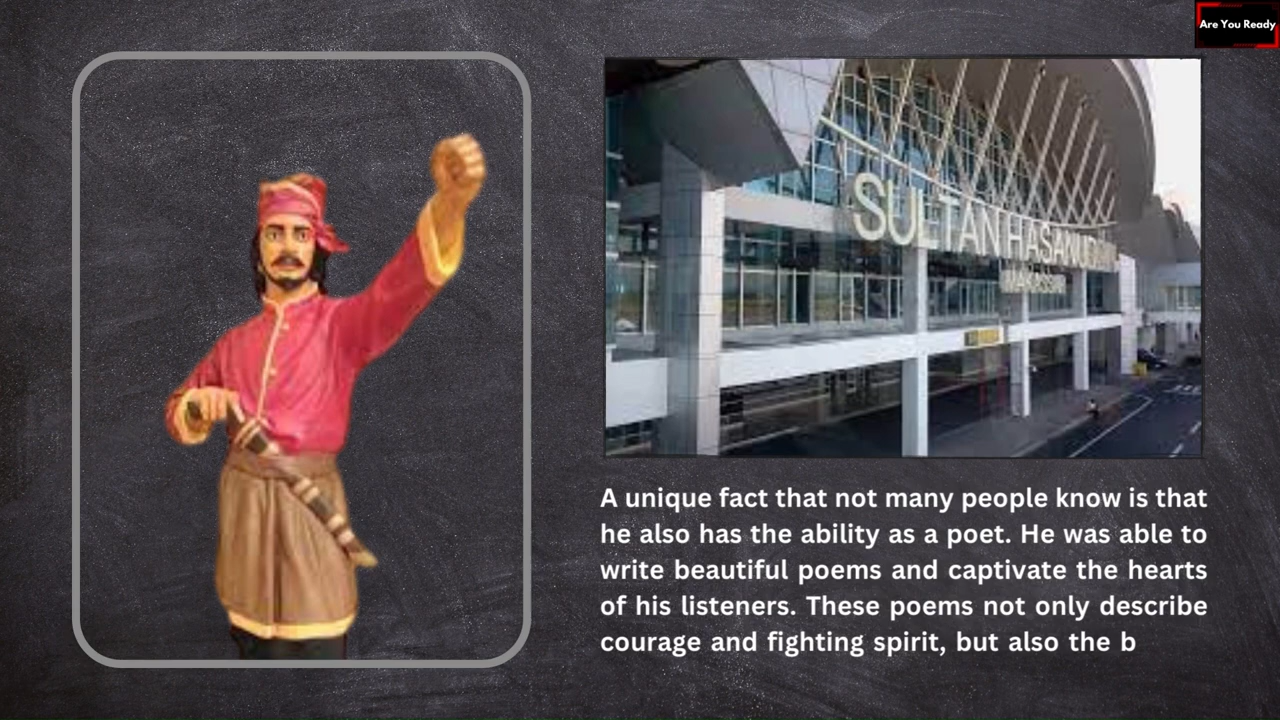 Are You Ready
SULTAN HASANUDDIN
MAKASSAR
A unique fact that not many people know is that
he also has the ability as a poet. He was able to
write beautiful poems and captivate the hearts
of his listeners. These poems not only describe
courage and fighting spirit, but also the b